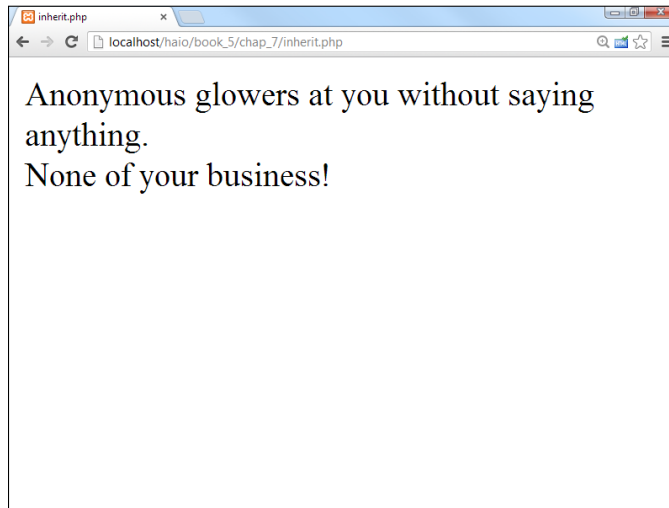 inherit.php
localhost/haio/book_5/chap_7/inherit.php
Anonymous glowers at you without saying
anything.
None of your business!